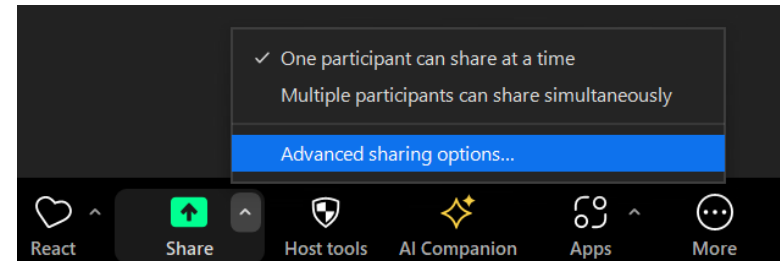 One participant can share at a time
Multiple participants can share simultaneously
Advanced sharing options...
React
Share
Host tools
AI Companion
Apps
More